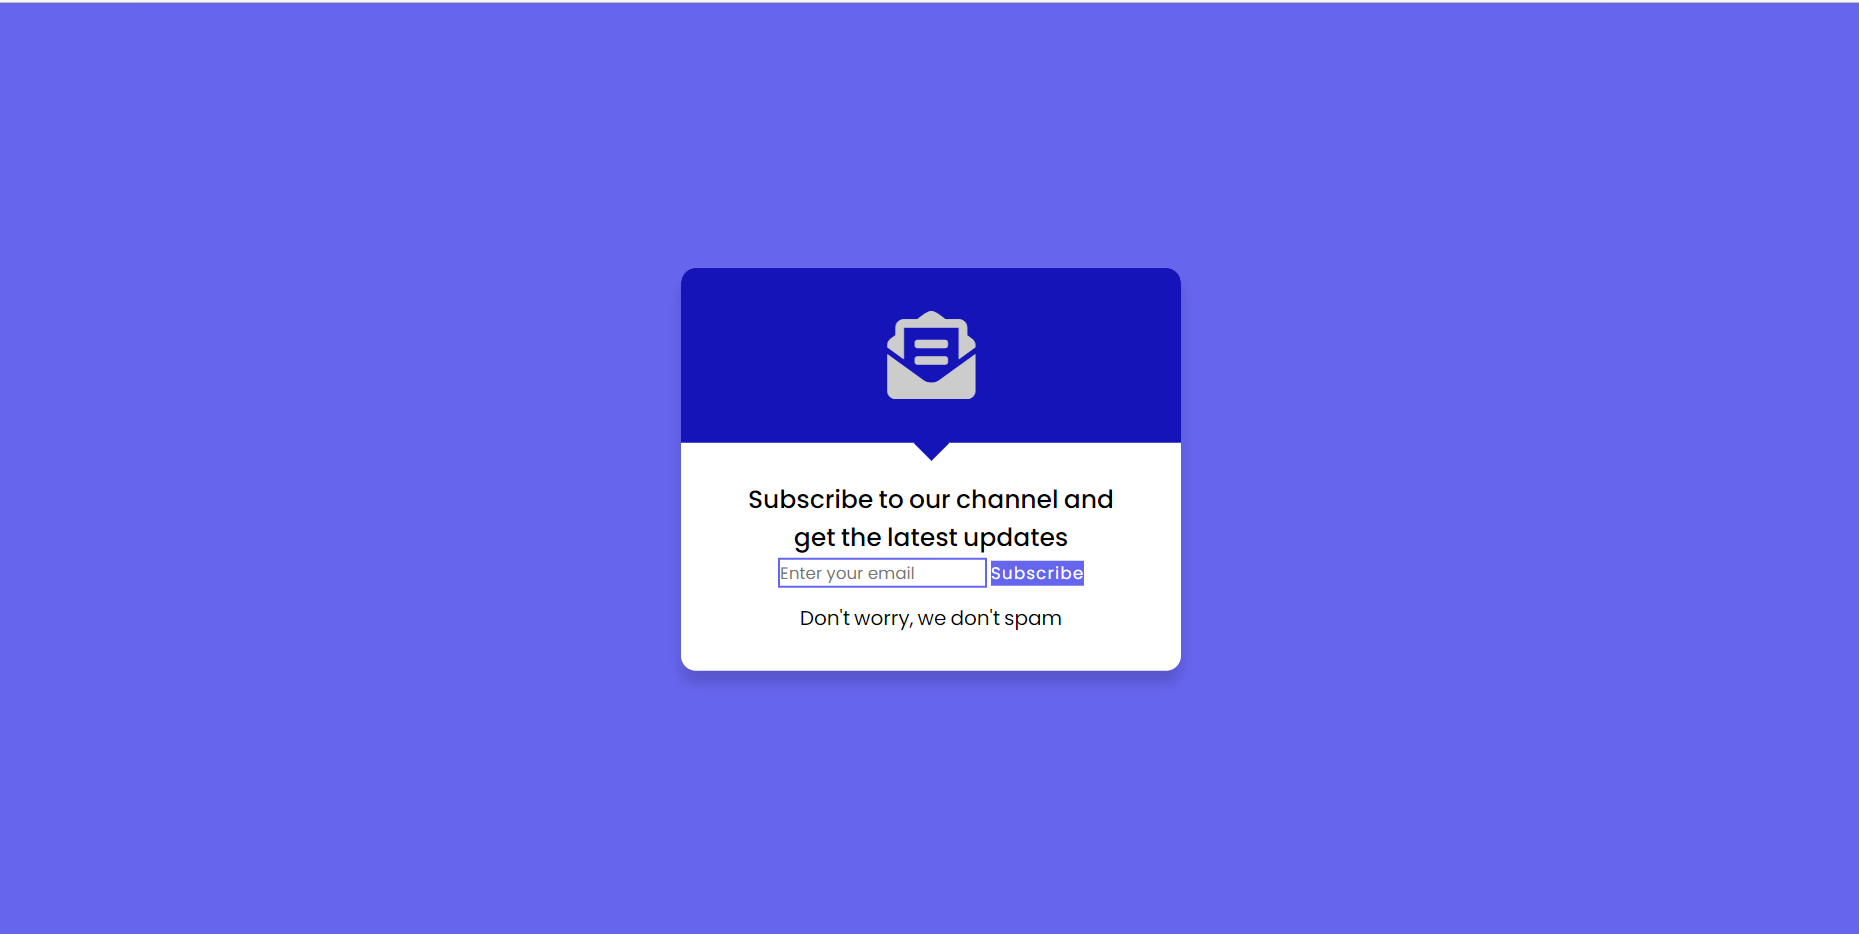 Subscribe to our channel and
get the latest updates
Enter your email Subscribe
Don't worry, we don't spam